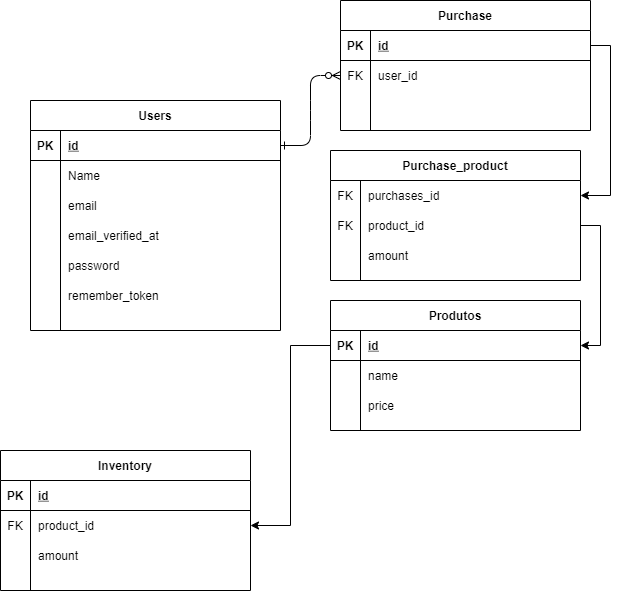 Purchase
PK id
FK user_id
Users
PK id
Name
email
email_verified_at
password
remember_token
Purchase_product
FK purchases_id
FK product_id
amount
Produtos
PK id
name
price
Inventory
PK id
FK product_id
amount